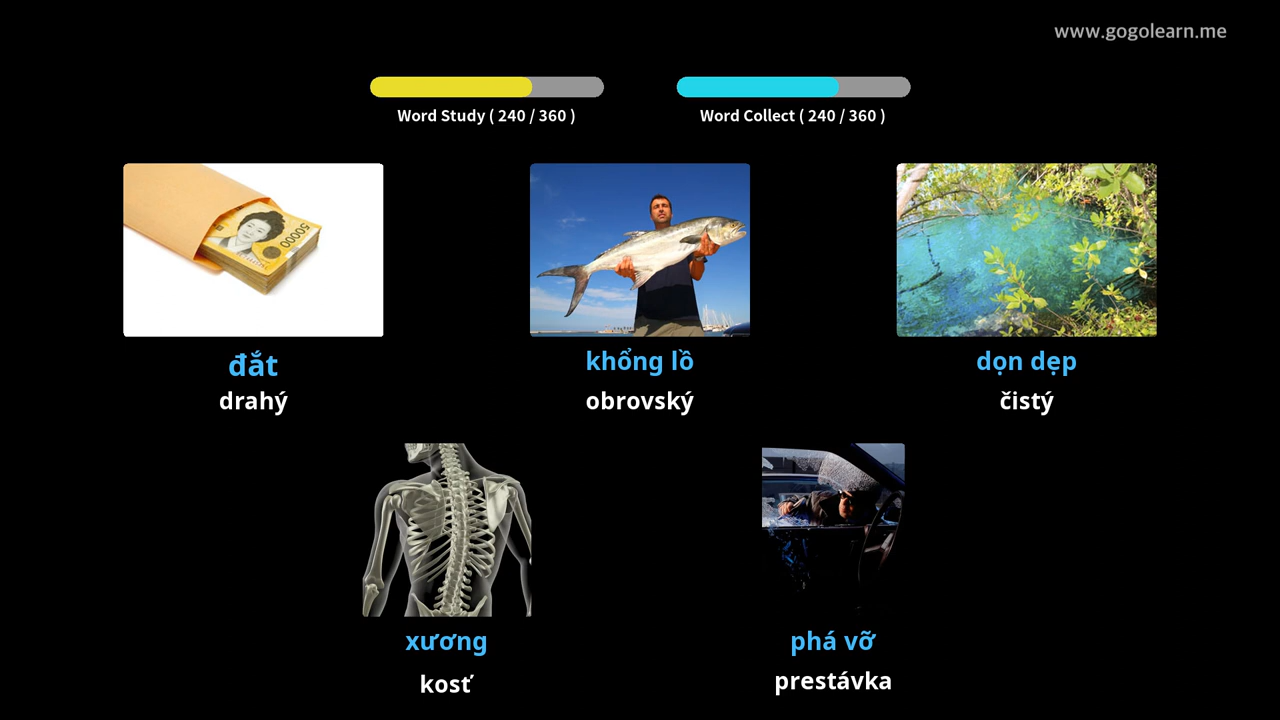 www.gogolearn.me
Word Study ( 240 / 360 )
Word Collect ( 240 / 360 )
50000
đắt
khổng lồ
dọn dẹp
drahý
obrovský
čistý
xương
phá vỡ
kosť
prestávka